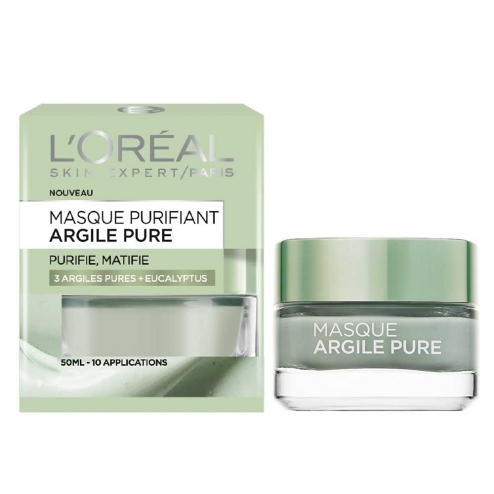 L'ORÉAL
SKIN EXPERT/PARIS
NOUVEAU
MASQUE PURIFIANT
ARGILE PURE
PURIFIE, MATIFIE
3 ARGILES PURES + EUCALYPTUS
50ML - 10 APPLICATIONS
MASQUE
ARGILE PURE